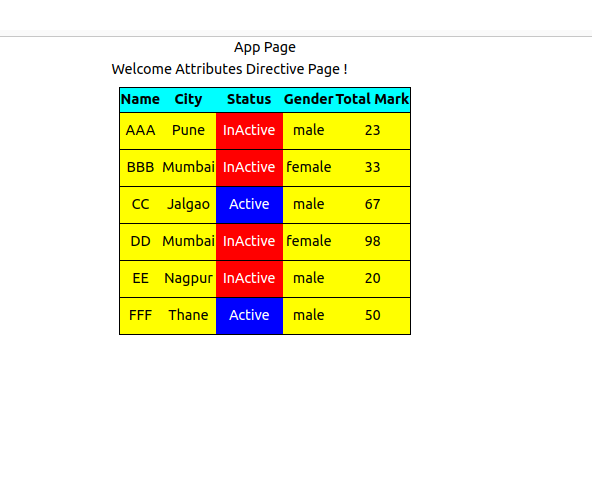 App Page
Welcome Attributes Directive Page !
Name City Status Gender Total Mark
AAA Pune InActive male 23
BBB Mumbai InActive female 33
CC Jalgao Active male 67
DD Mumbai InActive female 98
EE Nagpur InActive male 20
FFF Thane Active male 50